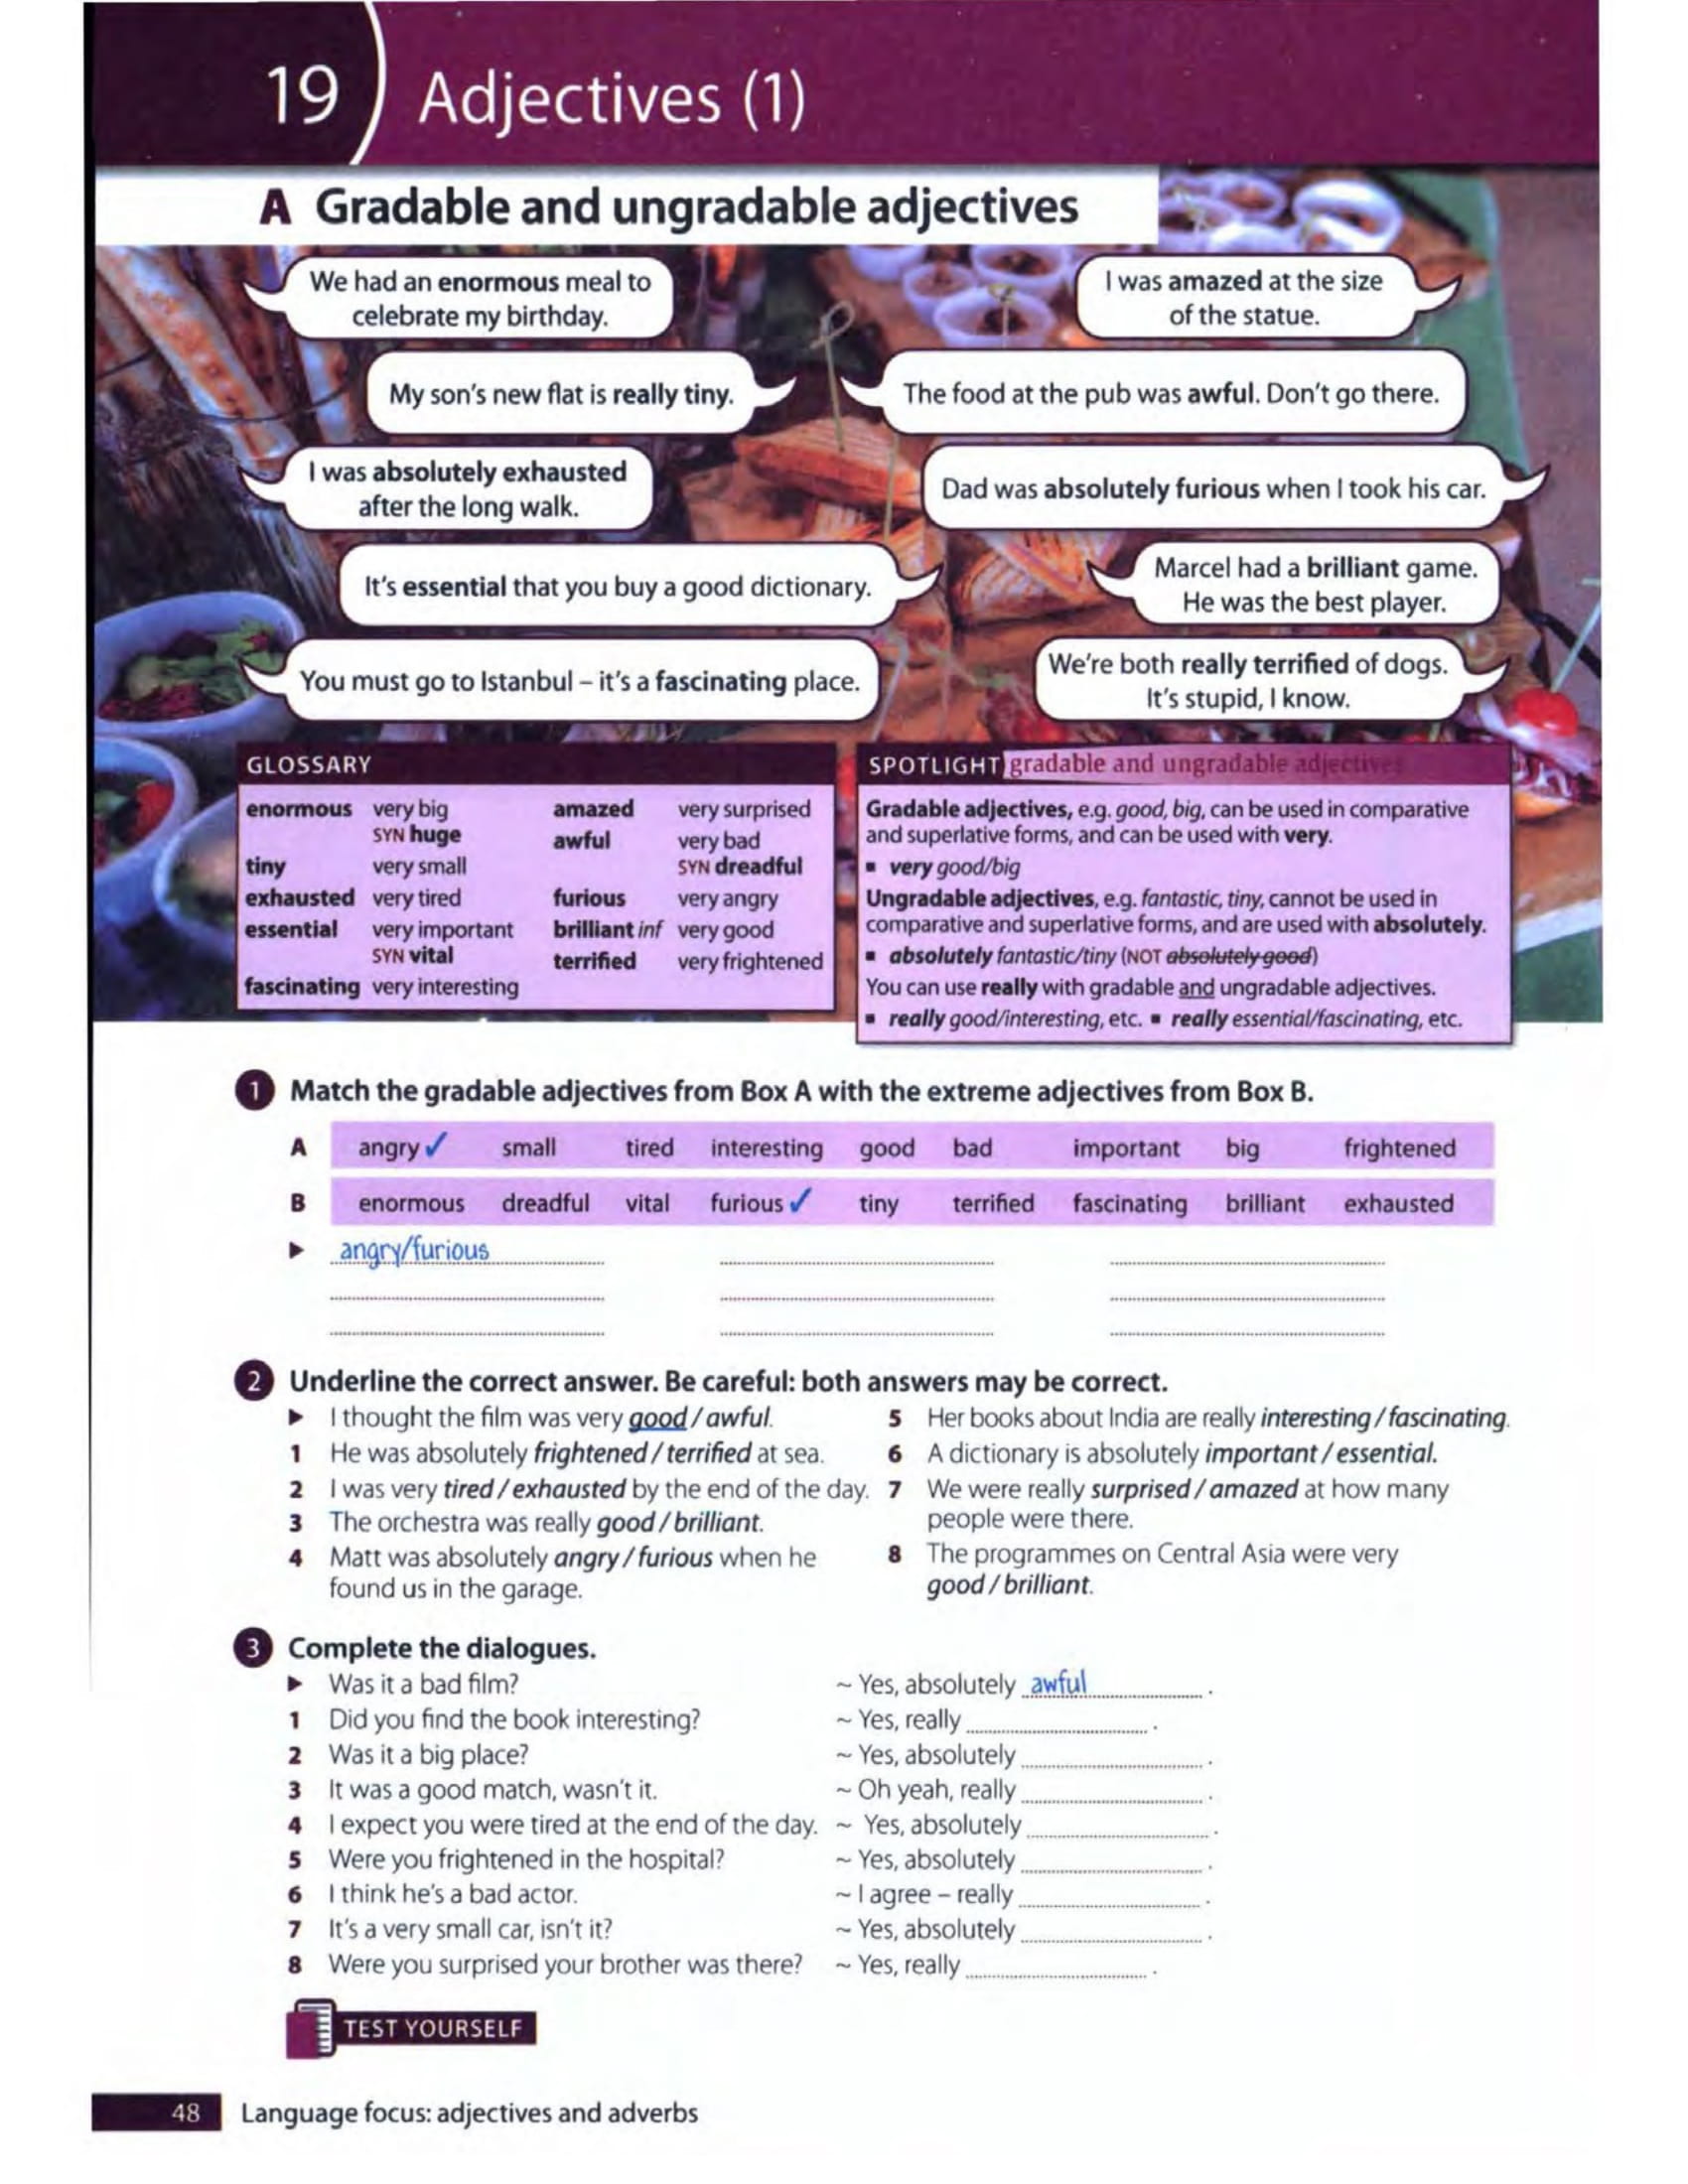 19 Adjectives (1)
A Gradable and ungradable adjectives
We had an enormous meal to
celebrate my birthday.
I was amazed at the size
of the statue.
My son's new flat is really tiny.
The food at the pub was awful. Don't go there.
I was absolutely exhausted
after the long walk.
Dad was absolutely furious when I took his car.
It's essential that you buy a good dictionary.
Marcel had a brilliant game.
He was the best player.
You must go to Istanbul – it's a fascinating place.
We're both really terrified of dogs.
It's stupid, I know.
GLOSSARY
enormous very big
SYN huge
tiny very small
exhausted very tired
essential very important
SYN vital
fascinating very interesting
amazed very surprised
awful very bad
SYN dreadful
furious very angry
brilliant inf very good
terrified very frightened
SPOTLIGHT gradable and ungradable adjectives
Gradable adjectives, e.g. good, big, can be used in comparative
and superlative forms, and can be used with very.
▪ very good/big
Ungradable adjectives, e.g. fantastic, tiny, cannot be used in
comparative and superlative forms, and are used with absolutely.
▪ absolutely fantastic/tiny (NOT absolutely good)
You can use really with gradable and ungradable adjectives.
▪ really good/interesting, etc. ▪ really essential/fascinating, etc.
1 Match the gradable adjectives from Box A with the extreme adjectives from Box B.
A angry ✓ small tired interesting good bad important big frightened
B enormous dreadful vital furious ✓ tiny terrified fascinating brilliant exhausted
▶ angry/furious
2 Underline the correct answer. Be careful: both answers may be correct.
▶ I thought the film was very good / awful.
1 He was absolutely frightened / terrified at sea.
2 I was very tired / exhausted by the end of the day.
3 The orchestra was really good / brilliant.
4 Matt was absolutely angry / furious when he
found us in the garage.
5 Her books about India are really interesting / fascinating.
6 A dictionary is absolutely important / essential.
7 We were really surprised / amazed at how many
people were there.
8 The programmes on Central Asia were very
good / brilliant.
3 Complete the dialogues.
▶ Was it a bad film? ~ Yes, absolutely awful.
1 Did you find the book interesting? ~ Yes, really .
2 Was it a big place? ~ Yes, absolutely .
3 It was a good match, wasn't it. ~ Oh yeah, really .
4 I expect you were tired at the end of the day. ~ Yes, absolutely .
5 Were you frightened in the hospital? ~ Yes, absolutely .
6 I think he's a bad actor. ~ I agree – really .
7 It's a very small car, isn't it? ~ Yes, absolutely .
8 Were you surprised your brother was there? ~ Yes, really .
TEST YOURSELF
48 Language focus: adjectives and adverbs